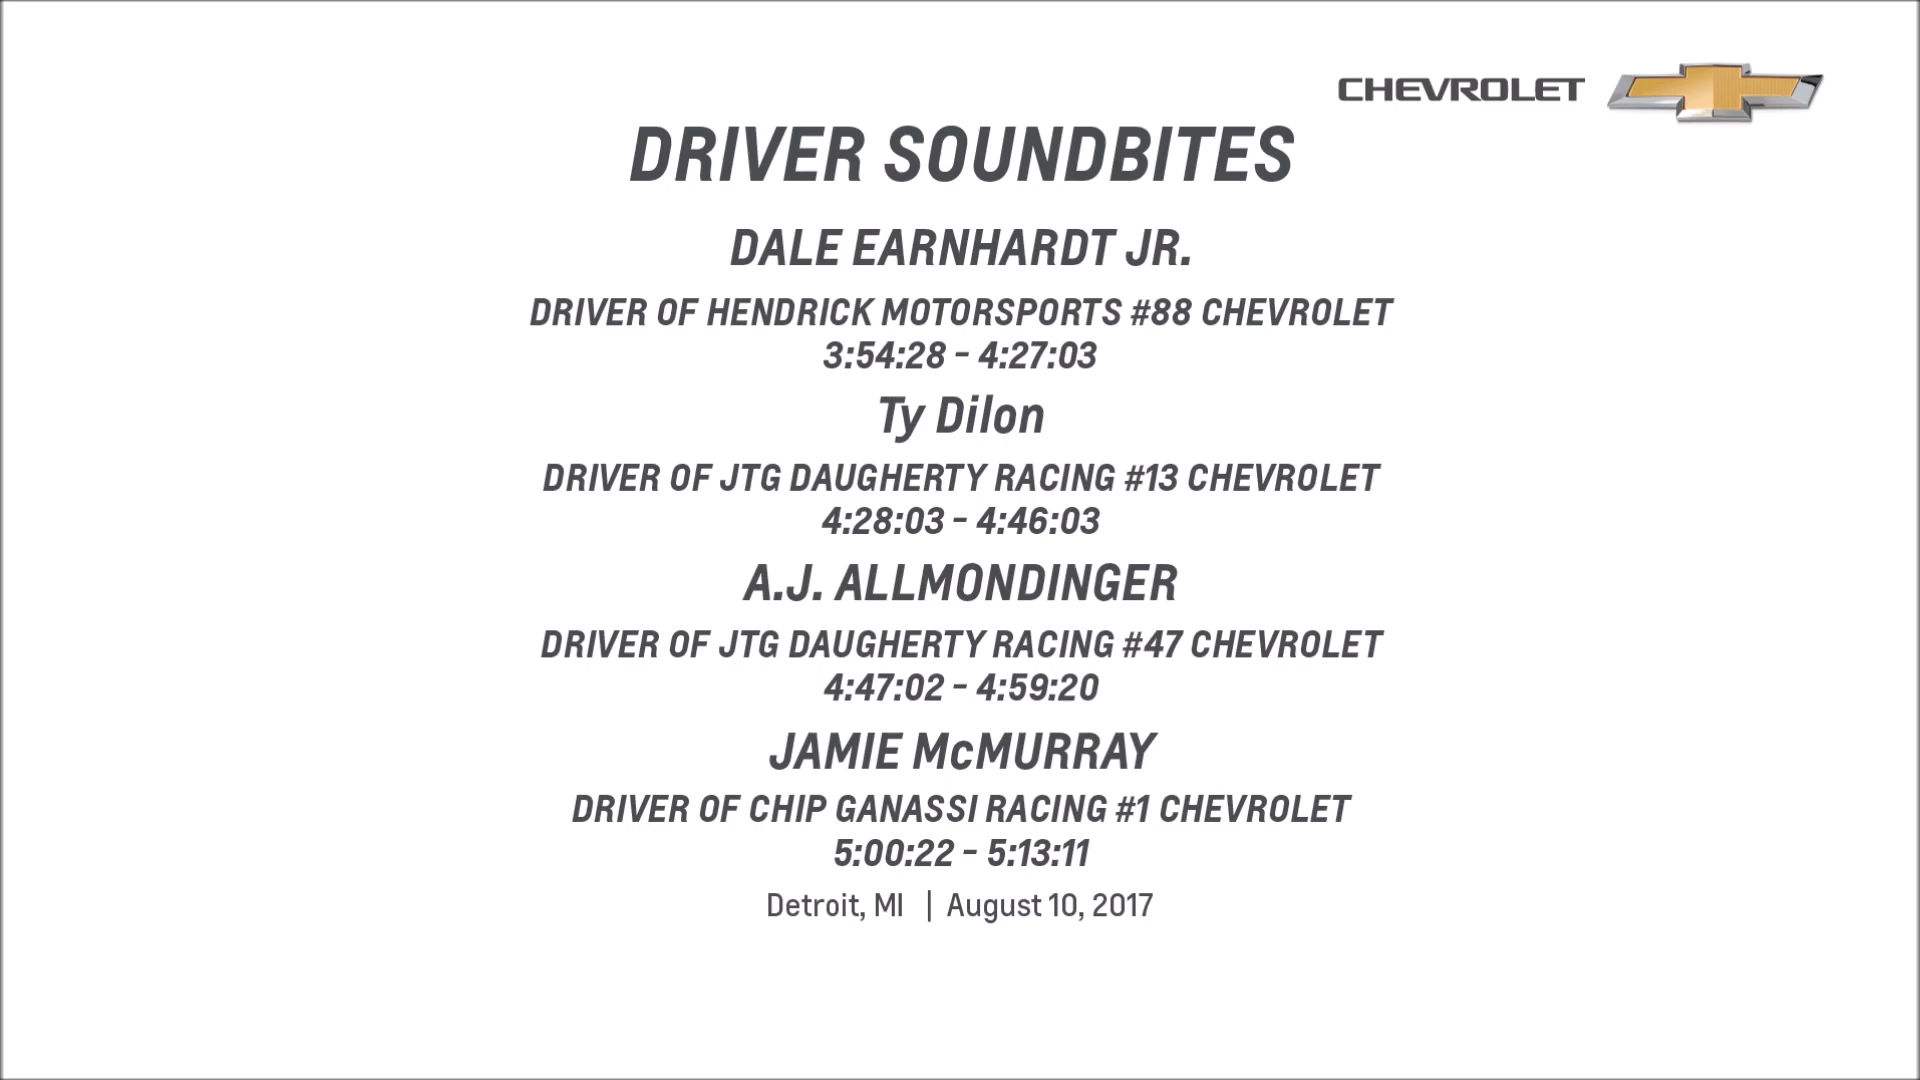 CHEVROLET
DRIVER SOUNDBITES
DALE EARNHARDT JR.
DRIVER OF HENDRICK MOTORSPORTS #88 CHEVROLET
3:54:28 - 4:27:03
Ty Dilon
DRIVER OF JTG DAUGHERTY RACING #13 CHEVROLET
4:28:03 - 4:46:03
A.J. ALLMONDINGER
DRIVER OF JTG DAUGHERTY RACING #47 CHEVROLET
4:47:02 - 4:59:20
JAMIE McMURRAY
DRIVER OF CHIP GANASSI RACING #1 CHEVROLET
5:00:22 - 5:13:11
Detroit, MI | August 10, 2017